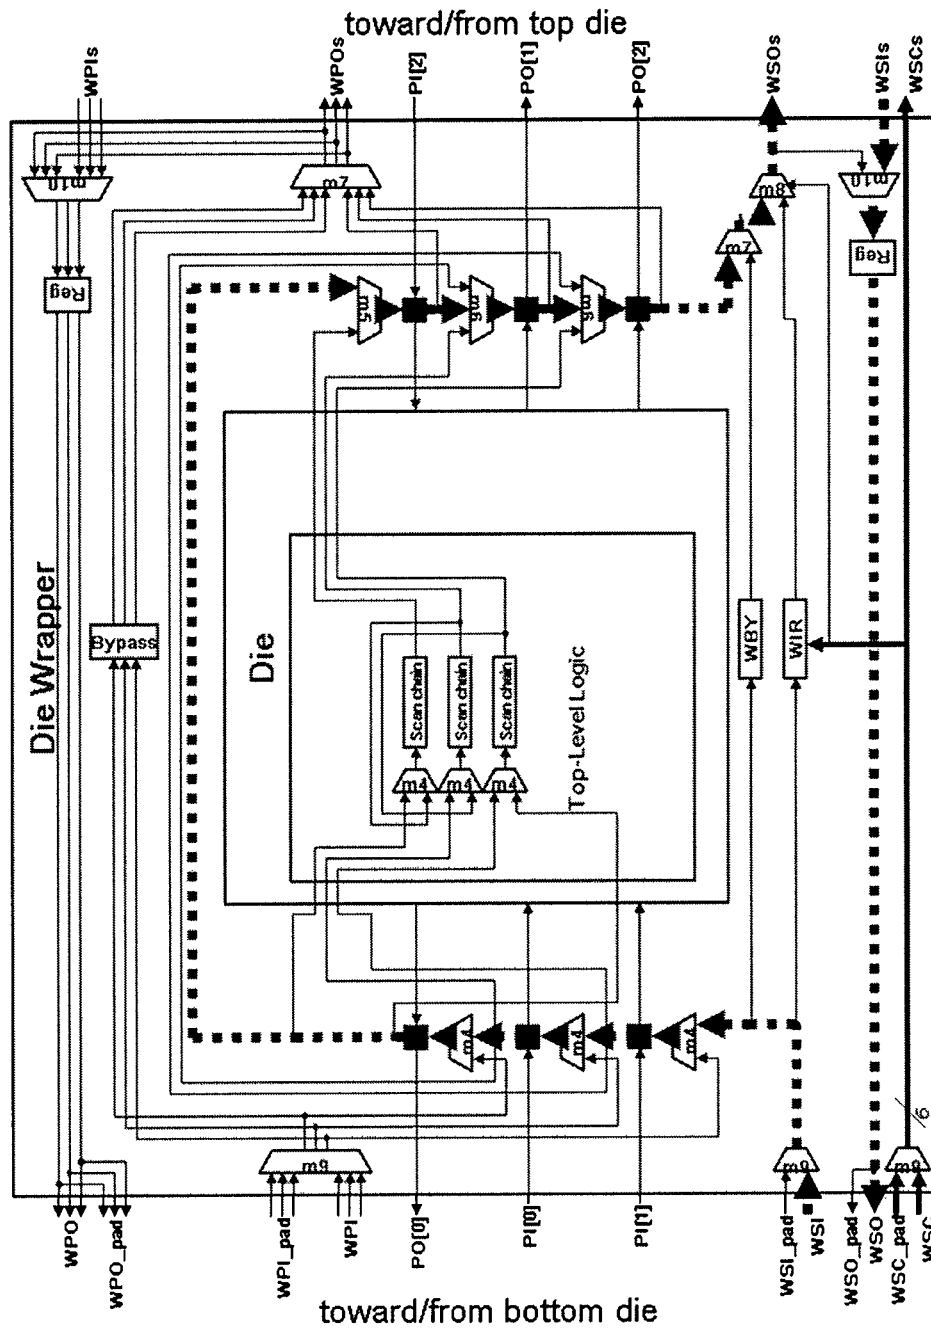 toward/from top die
WPIs
WPOs
PI[2]
PO[1]
PO[2]
WSOs
WSIs
WSCs
m10
m7
m8
m10
m7
Reg
Reg
m5
m6
m6
Die Wrapper
Bypass
Die
WBY
WIR
Scan chain
Scan chain
Scan chain
Top-Level Logic
m4
m4
m4
m4
m4
m4
6
m9
m9
m9
WPO
WPO_pad
WPI_pad
WPI
PO[0]
PI[0]
PI[1]
WSI_pad
WSI
WSO_pad
WSO
WSC_pad
WSC
toward/from bottom die